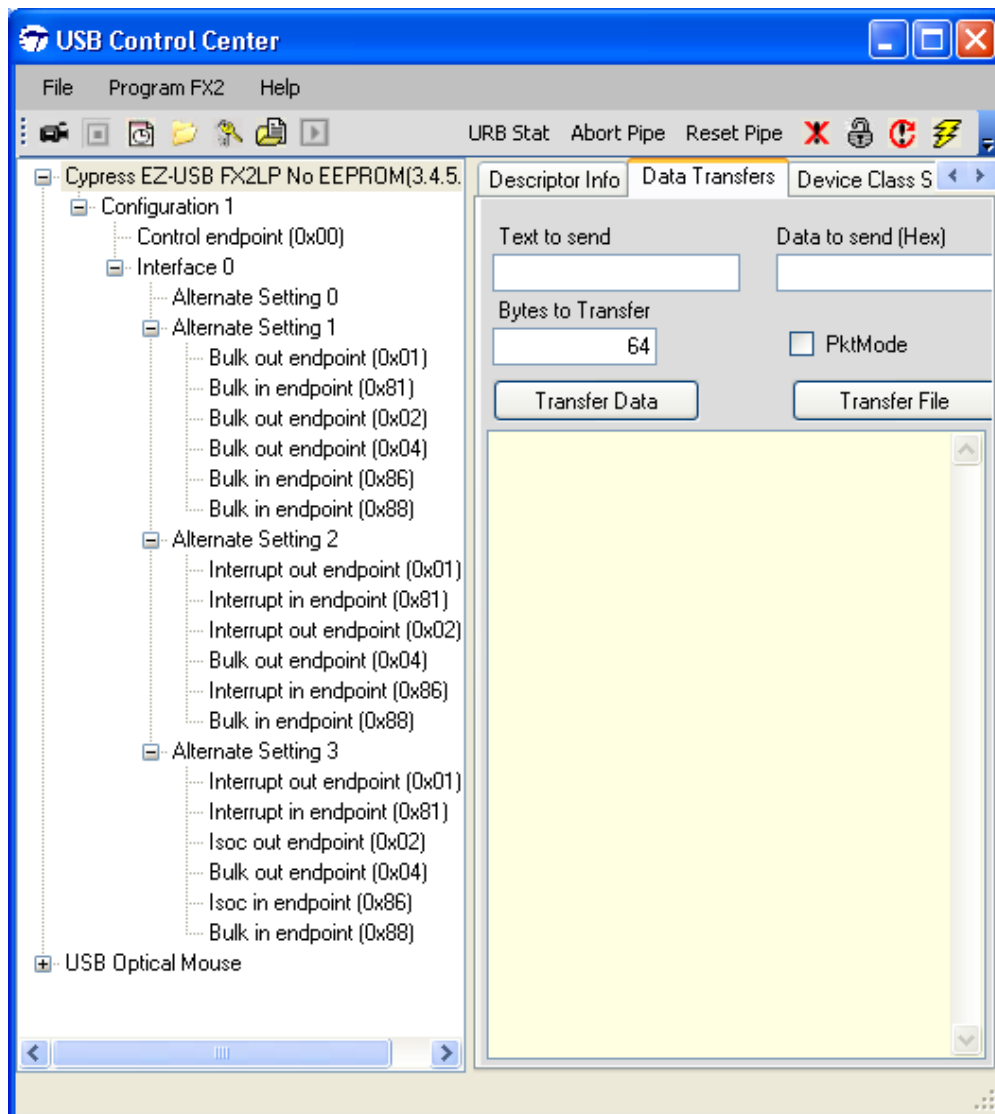 USB Control Center
File Program FX2 Help
URB Stat Abort Pipe Reset Pipe
Cypress EZ-USB FX2LP No EEPROM(3.4.5.
Configuration 1
Control endpoint (0x00)
Interface 0
Alternate Setting 0
Alternate Setting 1
Bulk out endpoint (0x01)
Bulk in endpoint (0x81)
Bulk out endpoint (0x02)
Bulk out endpoint (0x04)
Bulk in endpoint (0x86)
Bulk in endpoint (0x88)
Alternate Setting 2
Interrupt out endpoint (0x01)
Interrupt in endpoint (0x81)
Interrupt out endpoint (0x02)
Bulk out endpoint (0x04)
Interrupt in endpoint (0x86)
Bulk in endpoint (0x88)
Alternate Setting 3
Interrupt out endpoint (0x01)
Interrupt in endpoint (0x81)
Isoc out endpoint (0x02)
Bulk out endpoint (0x04)
Isoc in endpoint (0x86)
Bulk in endpoint (0x88)
USB Optical Mouse
Descriptor Info Data Transfers Device Class S
Text to send Data to send (Hex)
Bytes to Transfer
64 PktMode
Transfer Data Transfer File